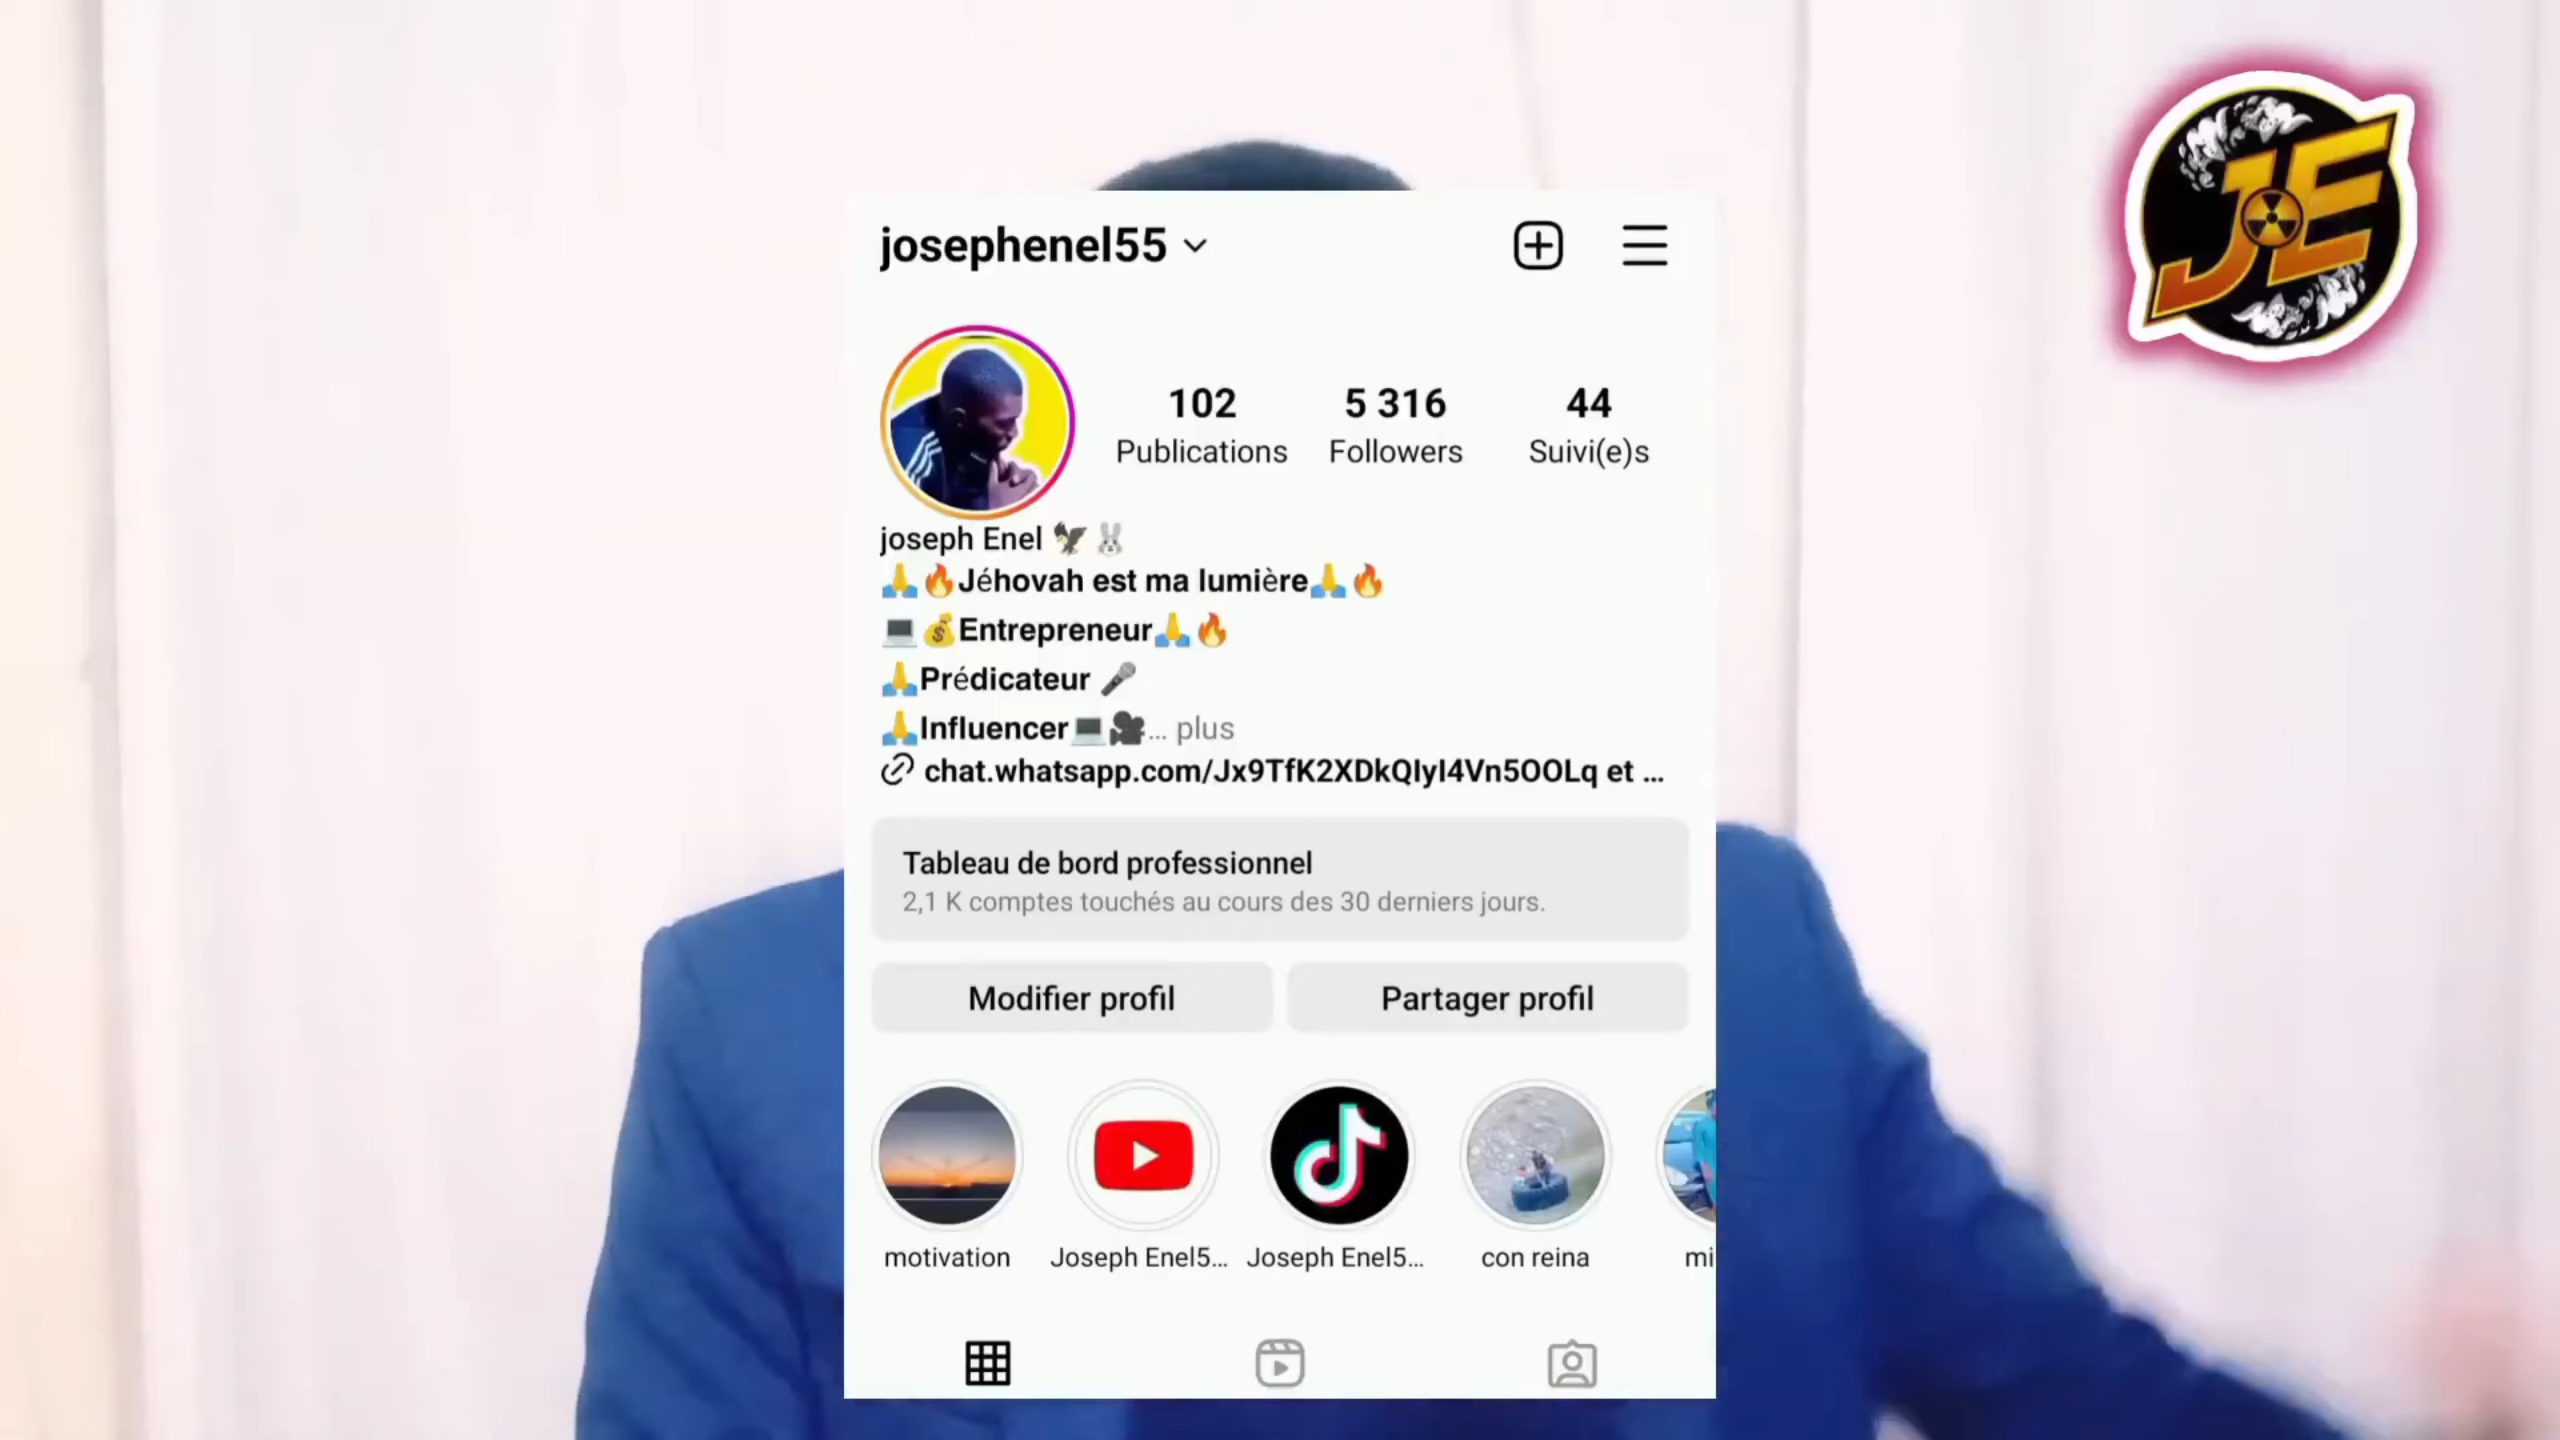 JE
josephenel55
102 5 316 44
Publications Followers Suivi(e)s
joseph Enel 🦅🐰
🙏🔥Jéhovah est ma lumière🙏🔥
💻💰Entrepreneur🙏🔥
🙏Prédicateur 🎤
🙏Influencer💻🎥... plus
chat.whatsapp.com/Jx9TfK2XDkQIyI4Vn5OOLq et ...
Tableau de bord professionnel
2,1 K comptes touchés au cours des 30 derniers jours.
Modifier profil Partager profil
motivation Joseph Enel5... Joseph Enel5... con reina mi